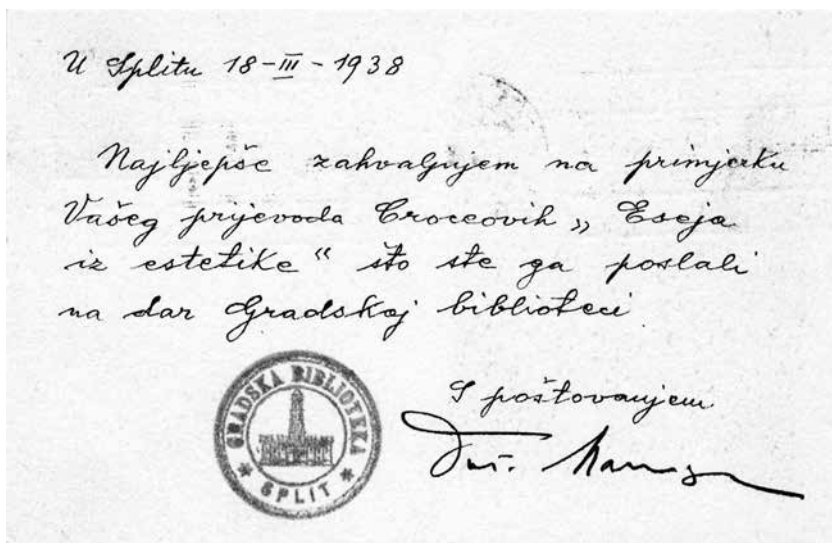 U Splitu 18-III-1938
Najljepše zahvaljujem na primjerku
Vašeg prijevoda Croceovih „Eseja
iz estetike“ što ste ga poslali
na dar Gradskoj biblioteci
GRADSKA BIBLIOTEKA
* SPLIT *
S poštovanjem
Duš.